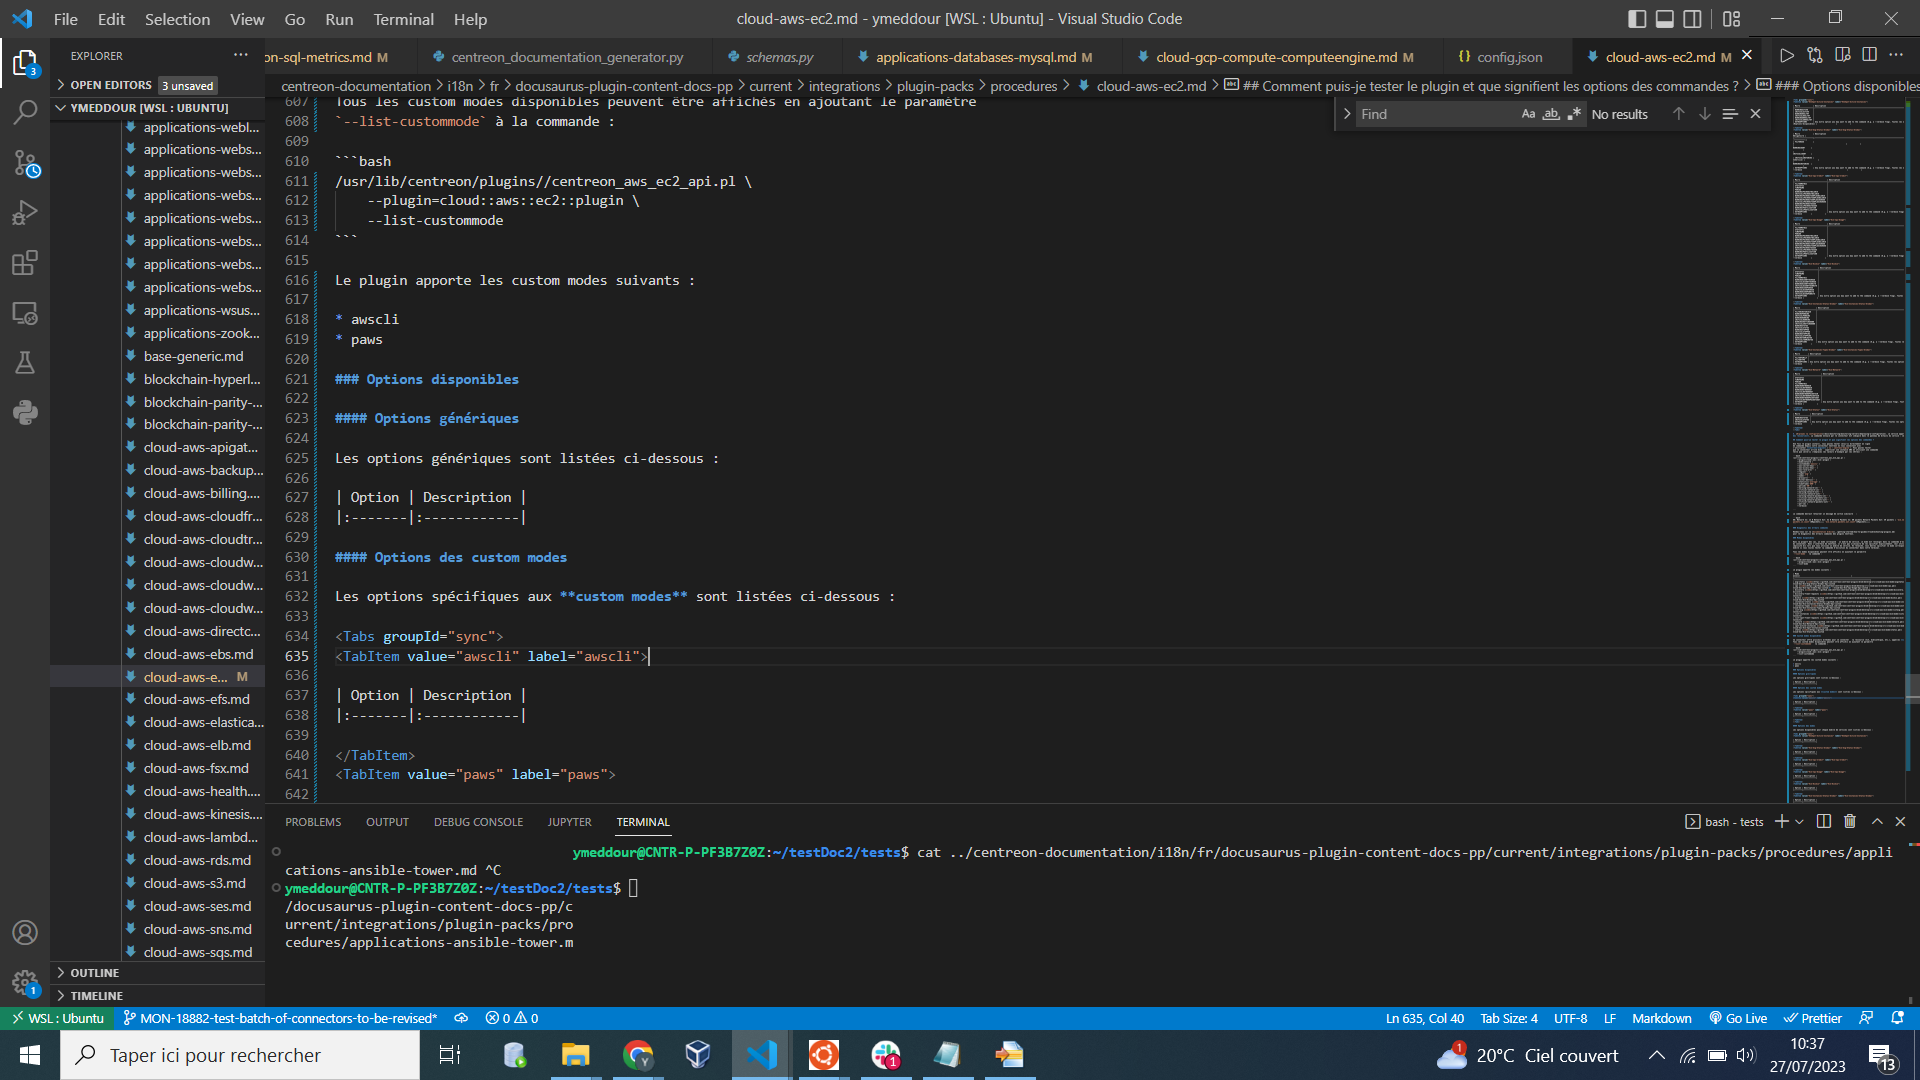 File Edit Selection View Go Run Terminal Help
cloud-aws-ec2.md - ymeddour [WSL : Ubuntu] - Visual Studio Code
EXPLORER
on-sql-metrics.md M
centreon_documentation_generator.py
schemas.py
applications-databases-mysql.md M
cloud-gcp-compute-computeengine.md M
config.json
cloud-aws-ec2.md M
OPEN EDITORS 3 unsaved
centreon-documentation > i18n > fr > docusaurus-plugin-content-docs-pp > current > integrations > plugin-packs > procedures > cloud-aws-ec2.md > ## Comment puis-je tester le plugin et que signifient les options des commandes ? > ### Options disponibles
YMEDDOUR [WSL : UBUNTU]
applications-webl...
applications-webs...
applications-webs...
applications-webs...
applications-webs...
applications-webs...
applications-webs...
applications-webs...
applications-wsus...
applications-zook...
base-generic.md
blockchain-hyperl...
blockchain-parity-...
blockchain-parity-...
cloud-aws-apigat...
cloud-aws-backup...
cloud-aws-billing....
cloud-aws-cloudfr...
cloud-aws-cloudtr...
cloud-aws-cloudw...
cloud-aws-cloudw...
cloud-aws-cloudw...
cloud-aws-directc...
cloud-aws-ebs.md
cloud-aws-e... M
cloud-aws-efs.md
cloud-aws-elastica...
cloud-aws-elb.md
cloud-aws-fsx.md
cloud-aws-health....
cloud-aws-kinesis....
cloud-aws-lambd...
cloud-aws-rds.md
cloud-aws-s3.md
cloud-aws-ses.md
cloud-aws-sns.md
cloud-aws-sqs.md
OUTLINE
TIMELINE
Find Aa ab .* No results
607 Tous les custom modes disponibles peuvent être affichés en ajoutant le paramètre
608 `--list-custommode` à la commande :
609
610 ```bash
611 /usr/lib/centreon/plugins//centreon_aws_ec2_api.pl \
612 --plugin=cloud::aws::ec2::plugin \
613 --list-custommode
614 ```
615
616 Le plugin apporte les custom modes suivants :
617
618 * awscli
619 * paws
620
621 ### Options disponibles
622
623 #### Options génériques
624
625 Les options génériques sont listées ci-dessous :
626
627 | Option | Description |
628 |:-------|:------------|
629
630 #### Options des custom modes
631
632 Les options spécifiques aux **custom modes** sont listées ci-dessous :
633
634 <Tabs groupId="sync">
635 <TabItem value="awscli" label="awscli">
636
637 | Option | Description |
638 |:-------|:------------|
639
640 </TabItem>
641 <TabItem value="paws" label="paws">
642
PROBLEMS OUTPUT DEBUG CONSOLE JUPYTER TERMINAL
bash - tests
ymeddour@CNTR-P-PF3B7Z0Z:~/testDoc2/tests$ cat ../centreon-documentation/i18n/fr/docusaurus-plugin-content-docs-pp/current/integrations/plugin-packs/procedures/appli
cations-ansible-tower.md ^C
ymeddour@CNTR-P-PF3B7Z0Z:~/testDoc2/tests$
/docusaurus-plugin-content-docs-pp/c
urrent/integrations/plugin-packs/pro
cedures/applications-ansible-tower.m
3
1
WSL : Ubuntu MON-18882-test-batch-of-connectors-to-be-revised* 0 0
Ln 635, Col 40 Tab Size: 4 UTF-8 LF Markdown Go Live Prettier
Taper ici pour rechercher
Y
1
1
20°C Ciel couvert
10:37
27/07/2023
13